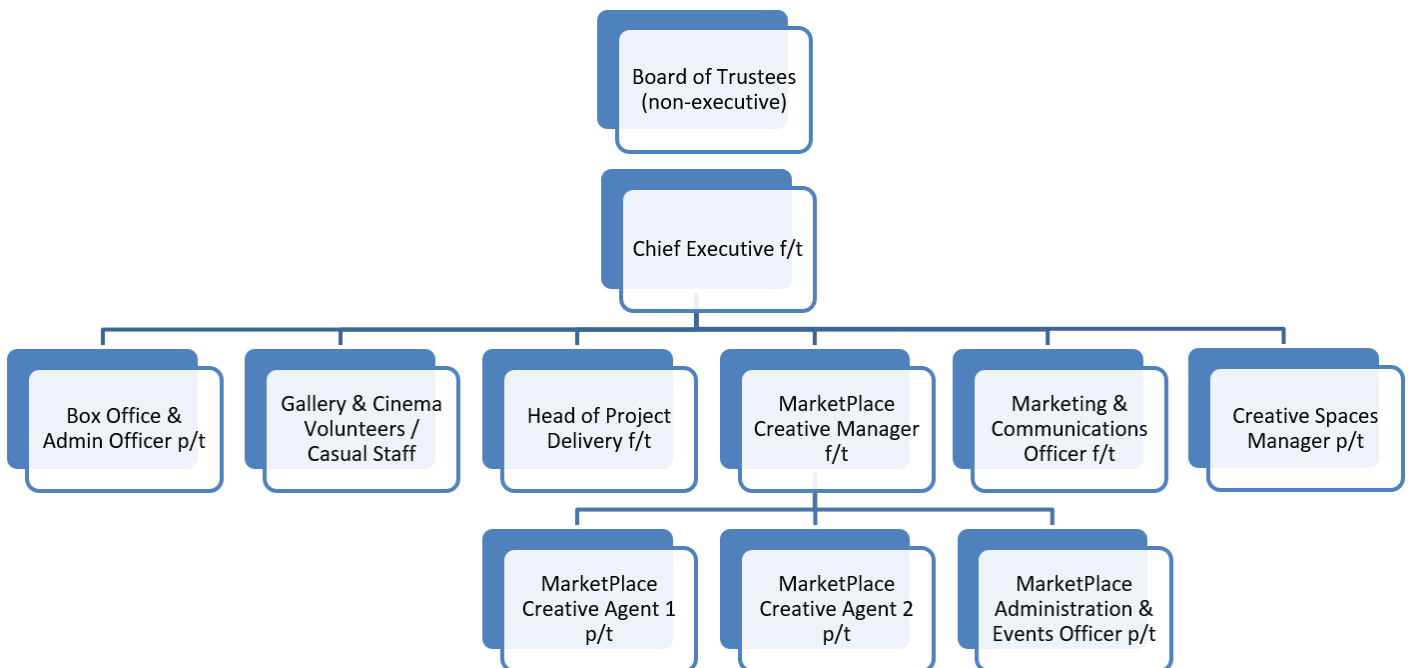 Board of Trustees
(non-executive)
Chief Executive f/t
Box Office &
Admin Officer p/t
Gallery & Cinema
Volunteers /
Casual Staff
Head of Project
Delivery f/t
MarketPlace
Creative Manager
f/t
Marketing &
Communications
Officer f/t
Creative Spaces
Manager p/t
MarketPlace
Creative Agent 1
p/t
MarketPlace
Creative Agent 2
p/t
MarketPlace
Administration &
Events Officer p/t